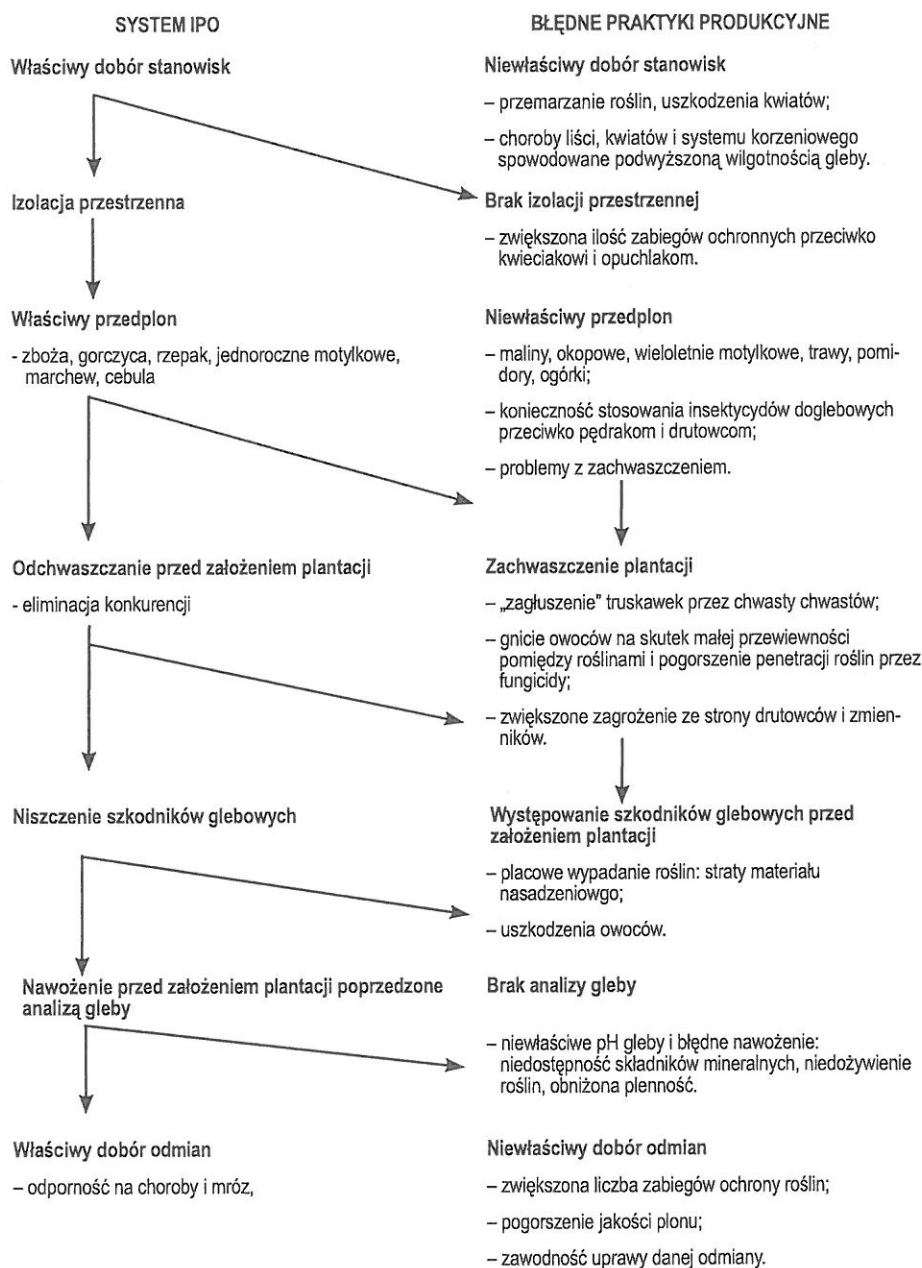 SYSTEM IPO
BŁĘDNE PRAKTYKI PRODUKCYJNE
Właściwy dobór stanowisk
Niewłaściwy dobór stanowisk
– przemarzanie roślin, uszkodzenia kwiatów;
– choroby liści, kwiatów i systemu korzeniowego
spowodowane podwyższoną wilgotnością gleby.
Izolacja przestrzenna
Brak izolacji przestrzennej
– zwiększona ilość zabiegów ochronnych przeciwko
kwieciakowi i opuchlakom.
Właściwy przedplon
- zboża, gorczyca, rzepak, jednoroczne motylkowe,
marchew, cebula
Niewłaściwy przedplon
– maliny, okopowe, wieloletnie motylkowe, trawy, pomi-
dory, ogórki;
– konieczność stosowania insektycydów doglebowych
przeciwko pędrakom i drutowcom;
– problemy z zachwaszczeniem.
Odchwaszczanie przed założeniem plantacji
- eliminacja konkurencji
Zachwaszczenie plantacji
– „zagłuszenie” truskawek przez chwasty chwastów;
– gnicie owoców na skutek małej przewiewności
pomiędzy roślinami i pogorszenie penetracji roślin przez
fungicidy;
– zwiększone zagrożenie ze strony drutowców i zmien-
ników.
Niszczenie szkodników glebowych
Występowanie szkodników glebowych przed
założeniem plantacji
– placowe wypadanie roślin: straty materiału
nasadzeniowgo;
– uszkodzenia owoców.
Nawożenie przed założeniem plantacji poprzedzone
analizą gleby
Brak analizy gleby
– niewłaściwe pH gleby i błędne nawożenie:
niedostępność składników mineralnych, niedożywienie
roślin, obniżona plenność.
Właściwy dobór odmian
– odporność na choroby i mróz,
Niewłaściwy dobór odmian
– zwiększona liczba zabiegów ochrony roślin;
– pogorszenie jakości plonu;
– zawodność uprawy danej odmiany.